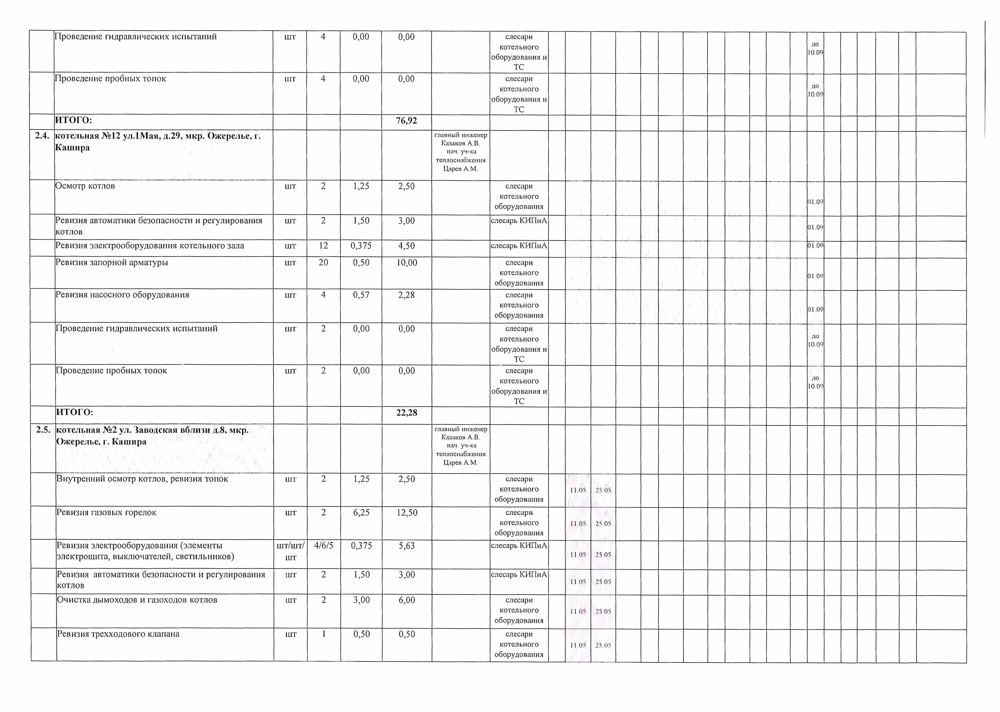 Проведение гидравлических испытаний шт 4 0,00 0,00 слесари
котельного
оборудования и
ТС
до
10.09
Проведение пробных топок шт 4 0,00 0,00 слесари
котельного
оборудования и
ТС
до
10.09
ИТОГО: 76,92
2.4. котельная №12 ул.1Мая, д.29, мкр. Ожерелье, г.
Кашира
главный инженер
Казаков А.В.
нач. уч-ка
теплоснабжения
Царев А.М.
Осмотр котлов шт 2 1,25 2,50 слесари
котельного
оборудования
01.09
Ревизия автоматики безопасности и регулирования шт 2 1,50 3,00 слесарь КИПиА
котлов
01.09
Ревизия электрооборудования котельного зала шт 12 0,375 4,50 слесарь КИПиА 01.09
Ревизия запорной арматуры шт 20 0,50 10,00 слесари
котельного
оборудования
01.09
Ревизия насосного оборудования шт 4 0,57 2,28 слесари
котельного
оборудования
01.09
Проведение гидравлических испытаний шт 2 0,00 0,00 слесари
котельного
оборудования и
ТС
до
10.09
Проведение пробных топок шт 2 0,00 0,00 слесари
котельного
оборудования и
ТС
до
10.09
ИТОГО: 22,28
2.5. котельная №2 ул. Заводская вблизи д.8, мкр.
Ожерелье, г. Кашира
главный инженер
Казаков А.В.
нач. уч-ка
теплоснабжения
Царев А.М
Внутренний осмотр котлов, ревизия топок шт 2 1,25 2,50 слесари
котельного
оборудования
11.05 25.05
Ревизия газовых горелок шт 2 6,25 12,50 слесари
котельного
оборудования
11.05 25.05
Ревизия электрооборудования (элементы шт/шт/ 4/6/5 0,375 5,63 слесарь КИПиА
электрощита, выключателей, светильников) шт
11.05 25.05
Ревизия автоматики безопасности и регулирования шт 2 1,50 3,00 слесарь КИПиА
котлов
11.05 25.05
Очистка дымоходов и газоходов котлов шт 2 3,00 6,00 слесари
котельного
оборудования
11.05 25.05
Ревизия трехходового клапана шт 1 0,50 0,50 слесари
котельного
оборудования
11.05 25.05